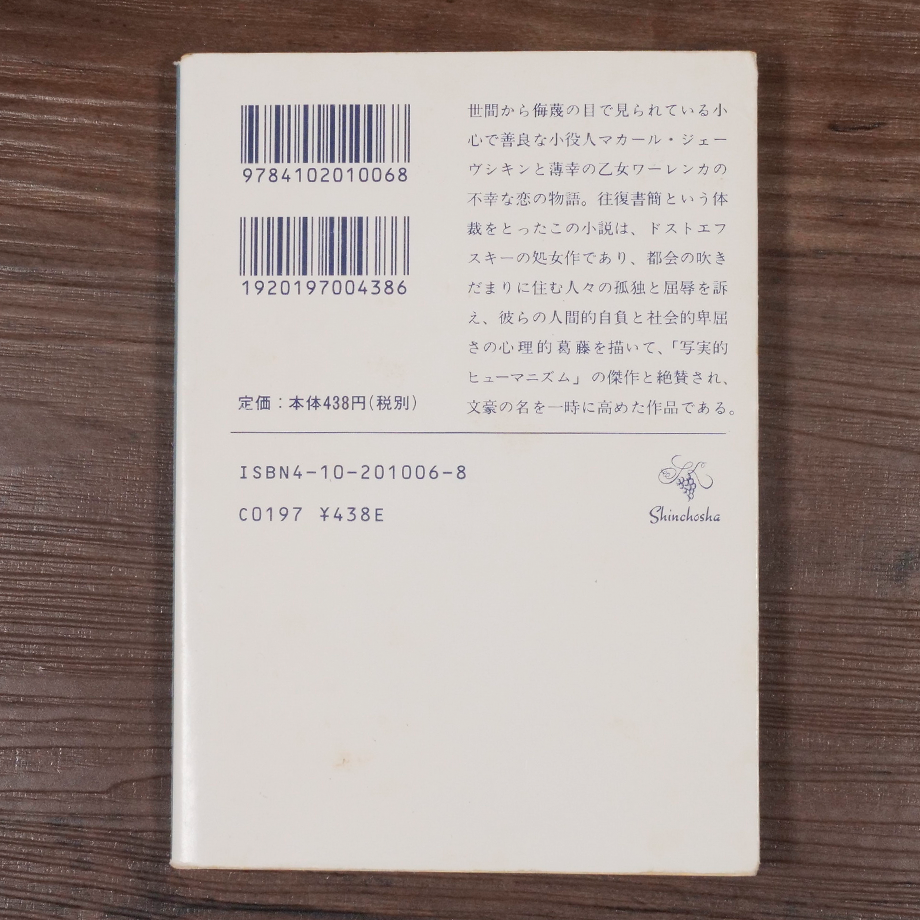 9784102010068
1920197004386
定価：本体438円(税別)
世間から侮蔑の目で見られている小
心で善良な小役人マカール・ジェー
ヴシキンと薄幸の乙女ワーレンカの
不幸な恋の物語。往復書簡という体
裁をとったこの小説は、ドストエフ
スキーの処女作であり、都会の吹き
だまりに住む人々の孤独と屈辱を訴
え、彼らの人間的自負と社会的卑屈
さの心理的葛藤を描いて、「写実的
ヒューマニズム」の傑作と絶賛され、
文豪の名を一時に高めた作品である。
ISBN4-10-201006-8
C0197 ¥438E
Shinchosha